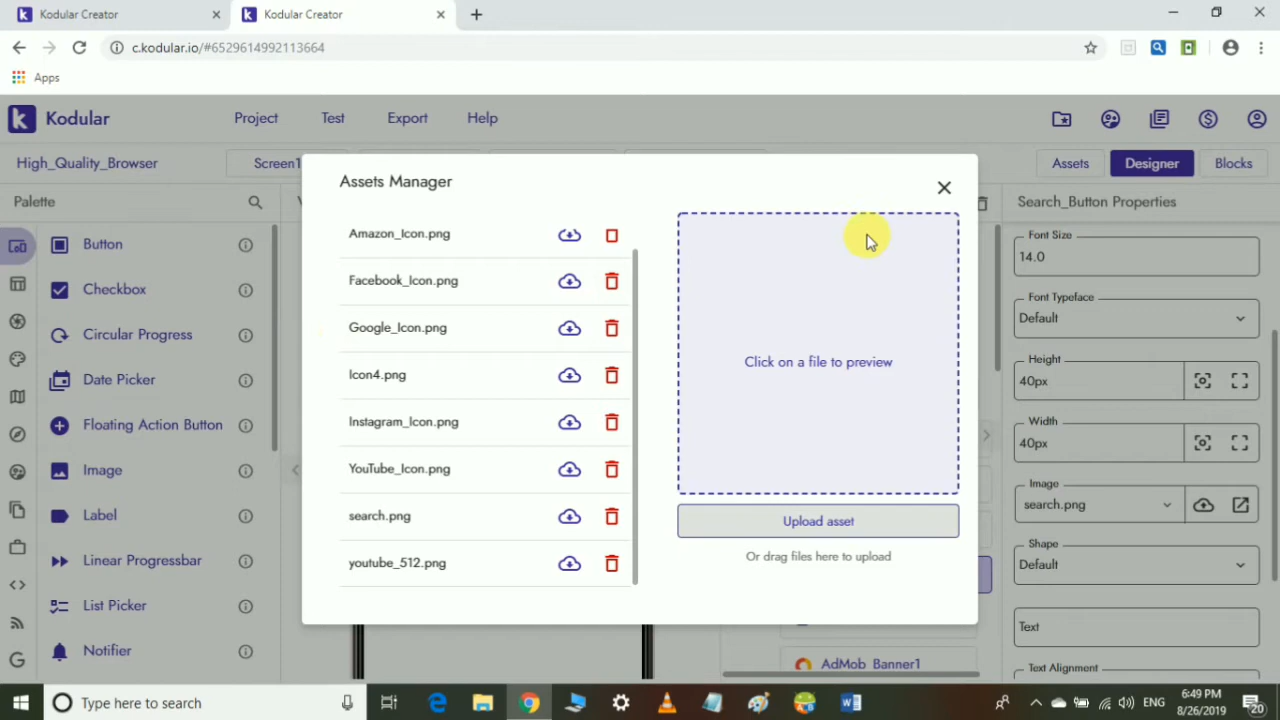 Kodular Creator
Kodular Creator
c.kodular.io/#6529614992113664
Apps
Kodular
Project
Test
Export
Help
High_Quality_Browser
Screen1
Assets
Designer
Blocks
Palette
Button
Checkbox
Circular Progress
Date Picker
Floating Action Button
Image
Label
Linear Progressbar
List Picker
Notifier
Assets Manager
Amazon_Icon.png
Facebook_Icon.png
Google_Icon.png
Icon4.png
Instagram_Icon.png
YouTube_Icon.png
search.png
youtube_512.png
Click on a file to preview
Upload asset
Or drag files here to upload
AdMob_Banner1
Search_Button Properties
Font Size
14.0
Font Typeface
Default
Height
40px
Width
40px
Image
search.png
Shape
Default
Text
Text Alignment
Type here to search
ENG
6:49 PM
8/26/2019
20